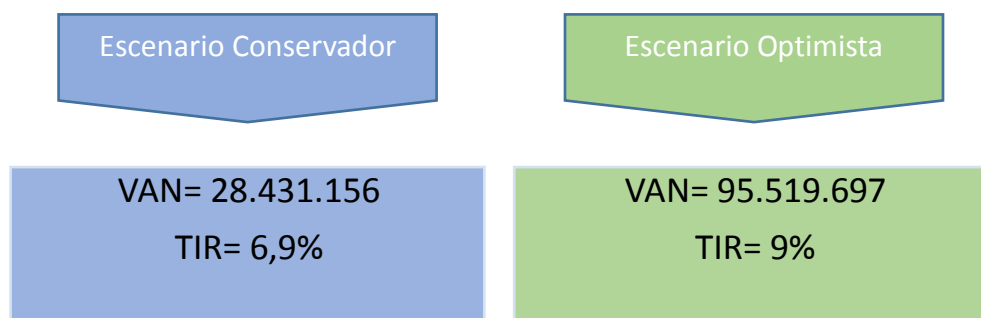 Escenario Conservador
VAN= 28.431.156
TIR= 6,9%
Escenario Optimista
VAN= 95.519.697
TIR= 9%